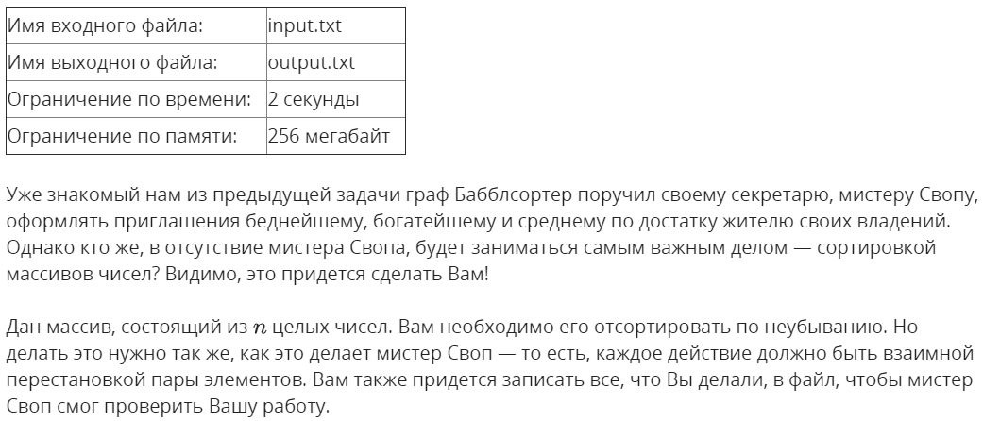 Имя входного файла: input.txt
Имя выходного файла: output.txt
Ограничение по времени: 2 секунды
Ограничение по памяти: 256 мегабайт
Уже знакомый нам из предыдущей задачи граф Бабблсортер поручил своему секретарю, мистеру Свопу,
оформлять приглашения беднейшему, богатейшему и среднему по достатку жителю своих владений.
Однако кто же, в отсутствие мистера Свопа, будет заниматься самым важным делом — сортировкой
массивов чисел? Видимо, это придется сделать Вам!
Дан массив, состоящий из n целых чисел. Вам необходимо его отсортировать по неубыванию. Но
делать это нужно так же, как это делает мистер Своп — то есть, каждое действие должно быть взаимной
перестановкой пары элементов. Вам также придется записать все, что Вы делали, в файл, чтобы мистер
Своп смог проверить Вашу работу.